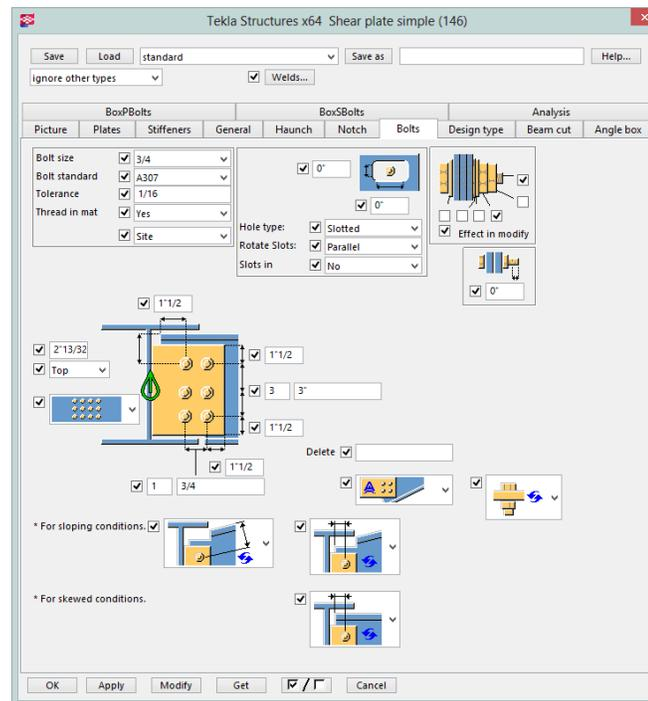 Tekla Structures x64 Shear plate simple (146)
Save Load standard Save as Help...
ignore other types Welds...
BoxPBolts BoxSBolts Analysis
Picture Plates Stiffeners General Haunch Notch Bolts Design type Beam cut Angle box
Bolt size 3/4
Bolt standard A307
Tolerance 1/16
Thread in mat Yes
Site
0"
0"
Hole type: Slotted
Rotate Slots: Parallel
Slots in No
Effect in modify
0"
1"1/2
2"13/32
Top
1"1/2
3 3"
1"1/2
1"1/2
1 3/4
Delete
A
* For sloping conditions.
* For skewed conditions.
OK Apply Modify Get / Cancel